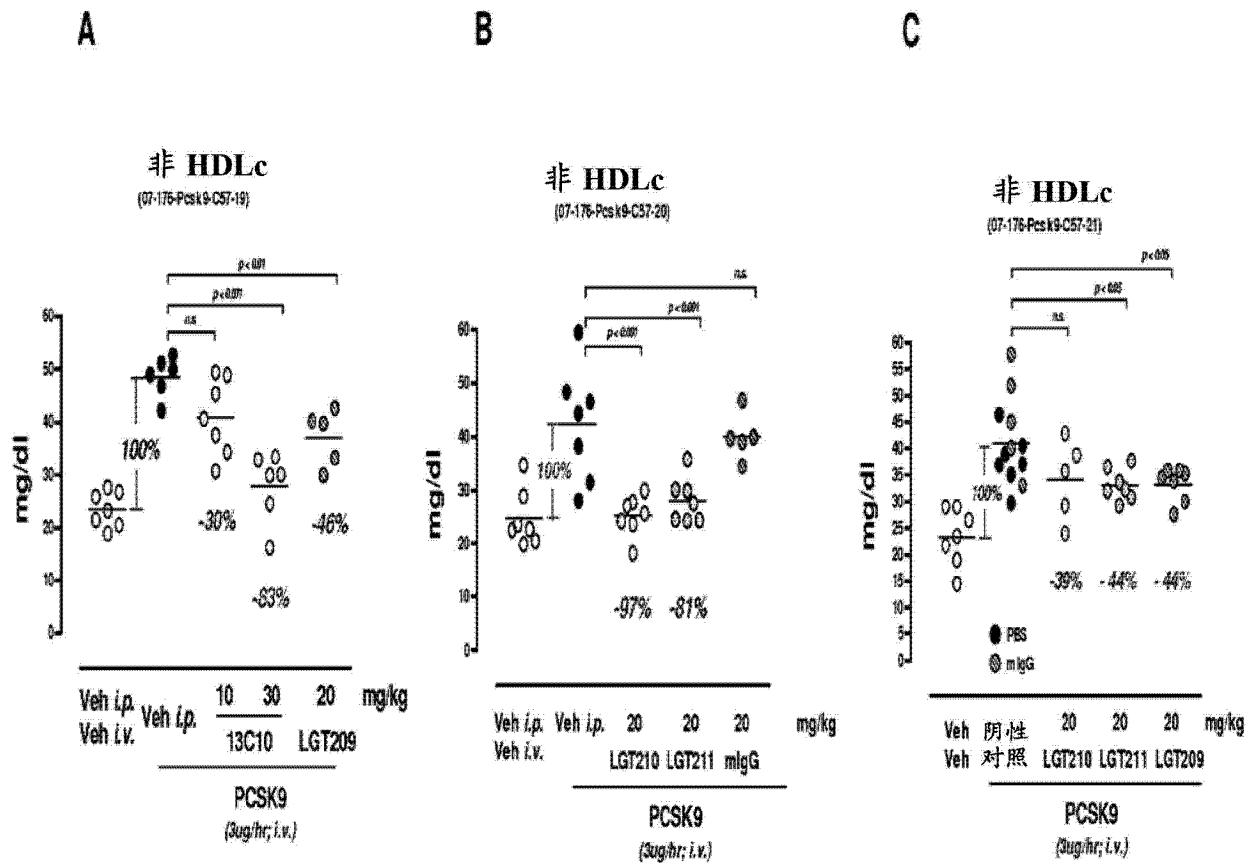 A
非 HDLc
(07-176-Pcsk9-C57-19)
p < 0.01
p < 0.001
n.s.
60
50
40
30
20
10
0
mg/dl
100%
-30%
-83%
-46%
Veh i.p.
Veh i.v.
Veh i.p.
10 30 20 mg/kg
13C10 LGT209
PCSK9
(3ug/hr; i.v.)
B
非 HDLc
(07-176-Pcsk9-C57-20)
n.s.
p < 0.001
p < 0.001
60
50
40
30
20
10
0
mg/dl
100%
-97%
-81%
Veh i.p.
Veh i.v.
Veh i.p.
20 20 20 mg/kg
LGT210 LGT211 mIgG
PCSK9
(3ug/hr; i.v.)
C
非 HDLc
(07-176-Pcsk9-C57-21)
p < 0.05
p < 0.05
n.s.
60
55
50
45
40
35
30
25
20
15
10
5
0
mg/dl
100%
-39%
-44%
-44%
PBS
mIgG
Veh
Veh
阴性
对照
20 20 20 mg/kg
LGT210 LGT211 LGT209
PCSK9
(3ug/hr; i.v.)